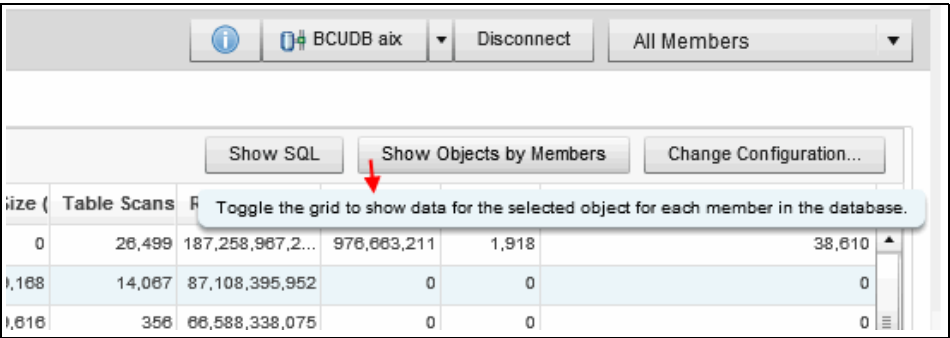 BCUDB aix Disconnect All Members
Show SQL Show Objects by Members Change Configuration...
Size ( Table Scans R
Toggle the grid to show data for the selected object for each member in the database.
0 26,499 187,258,967,2... 976,663,211 1,918 38,610
9,168 14,067 87,108,395,952 0 0 0
9,616 356 66,588,338,075 0 0 0